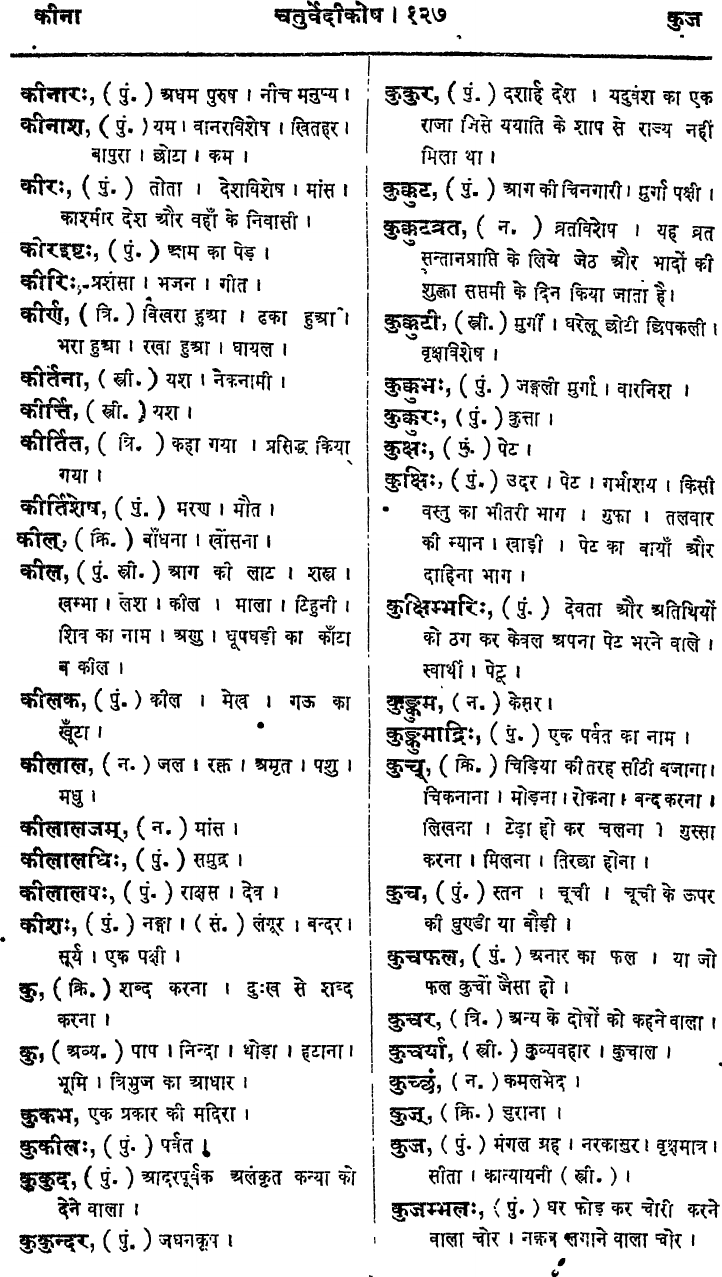 कीना
चतुर्वेदीकोष । १२७
कुज
कीनारः, ( पुं. ) अधम पुरुष । नीच मनुष्य ।
कीनाश, ( पुं. ) यम । वानरविशेष । खितहर ।
बापुरा । छोटा । कम ।
कीरः, ( पुं. ) तोता । देशविशेष । मांस ।
काश्मीर देश और वहाँ के निवासी ।
कोरइष्टः, ( पुं. ) आम का पेड़ ।
कीरिः, प्रशंसा । भजन । गीत ।
कीर्ण, ( त्रि. ) बिखरा हुआ । ढका हुआ ।
भरा हुआ । रखा हुआ । घायल ।
कीर्तना, ( स्त्री. ) यश । नेकनामी ।
कीर्त्ति, ( स्त्री. ) यश ।
कीर्तित, ( त्रि. ) कहा गया । प्रसिद्ध किया
गया ।
कीर्तिशेष, ( पुं. ) मरण । मौत ।
कील्, ( क्रि. ) बाँधना । खोंसना ।
कील, ( पुं. स्त्री. ) आग की लाट । शस्त्र ।
खम्भा । लेश । कील । माला । टिहुनी ।
शिव का नाम । अणु । धूपघड़ी का काँटा
व कील ।
कीलक, ( पुं. ) कील । मेख । गऊ का
खूँटा ।
कीलाल, ( न. ) जल । रक्त । अमृत । पशु ।
मधु ।
कीलालजम्, ( न. ) मांस ।
कीलालधिः, ( पुं. ) समुद्र ।
कीलालपः, ( पुं. ) राक्षस । देव ।
कीशः, ( पुं. ) नङ्गा । ( सं. ) लंगूर । बन्दर ।
सूर्य । एक पक्षी ।
कु, ( क्रि. ) शब्द करना । दुःख से शब्द
करना ।
कु, ( अव्य. ) पाप । निन्दा । थोड़ा । हटाना ।
भूमि । त्रिभुज का आधार ।
कुकभ, एक प्रकार की मदिरा ।
कुकीलः, ( पुं. ) पर्वत ।
कुकुद, ( पुं. ) आदरपूर्वक अलंकृत कन्या को
देने वाला ।
कुकुन्दर, ( पुं. ) जघनकूप ।
कुकुर, ( पुं. ) दशार्ह देश । यदुवंश का एक
राजा जिसे ययाति के शाप से राज्य नहीं
मिला था ।
कुक्कुट, ( पुं. ) आग की चिनगारी । मुर्गा पक्षी ।
कुक्कुटव्रत, ( न. ) व्रतविशेष । यह व्रत
सन्तानप्राप्ति के लिये जेठ और भादों की
शुक्ला सप्तमी के दिन किया जाता है ।
कुक्कुटी, ( स्त्री. ) मुर्गी । घरेलू छोटी छिपकली ।
वृक्षविशेष ।
कुक्कुभः, ( पुं. ) जङ्गली मुर्गा । वारनिश ।
कुक्कुरः, ( पुं. ) कुत्ता ।
कुक्षः, ( पुं. ) पेट ।
कुक्षिः, ( पुं. ) उदर । पेट । गर्भाशय । किसी
वस्तु का भीतरी भाग । गुफा । तलवार
की म्यान । खाड़ी । पेट का बायाँ और
दाहिना भाग ।
कुक्षिम्भरिः, ( पुं. ) देवता और अतिथियों
को ठग कर केवल अपना पेट भरने वाले ।
स्वार्थी । पेटू ।
कुङ्कुम, ( न. ) केसर ।
कुङ्कुमाद्रिः, ( पुं. ) एक पर्वत का नाम ।
कुच्, ( क्रि. ) चिड़िया की तरह सीटी बजाना ।
चिकनाना । मोड़ना । रोकना । बन्द करना ।
लिखना । टेढ़ा हो कर चलना । गुस्सा
करना । मिलना । तिरछा होना ।
कुच, ( पुं. ) स्तन । चूची । चूची के ऊपर
की घुण्डी या बौंड़ी ।
कुचफल, ( पुं. ) अनार का फल । या जो
फल कुचों जैसा हो ।
कुचर, ( त्रि. ) अन्य के दोषों को कहने वाला ।
कुचर्या, ( स्त्री. ) कुव्यवहार । कुचाल ।
कुच्छं, ( न. ) कमलभेद ।
कुज्, ( क्रि. ) चुराना ।
कुज, ( पुं. ) मंगल ग्रह । नरकासुर । वृक्षमात्र ।
सीता । कात्यायनी ( स्त्री. ) ।
कुजम्भलः, ( पुं. ) घर फोड़ कर चोरी करने
वाला चोर । नक़ब लगाने वाला चोर ।